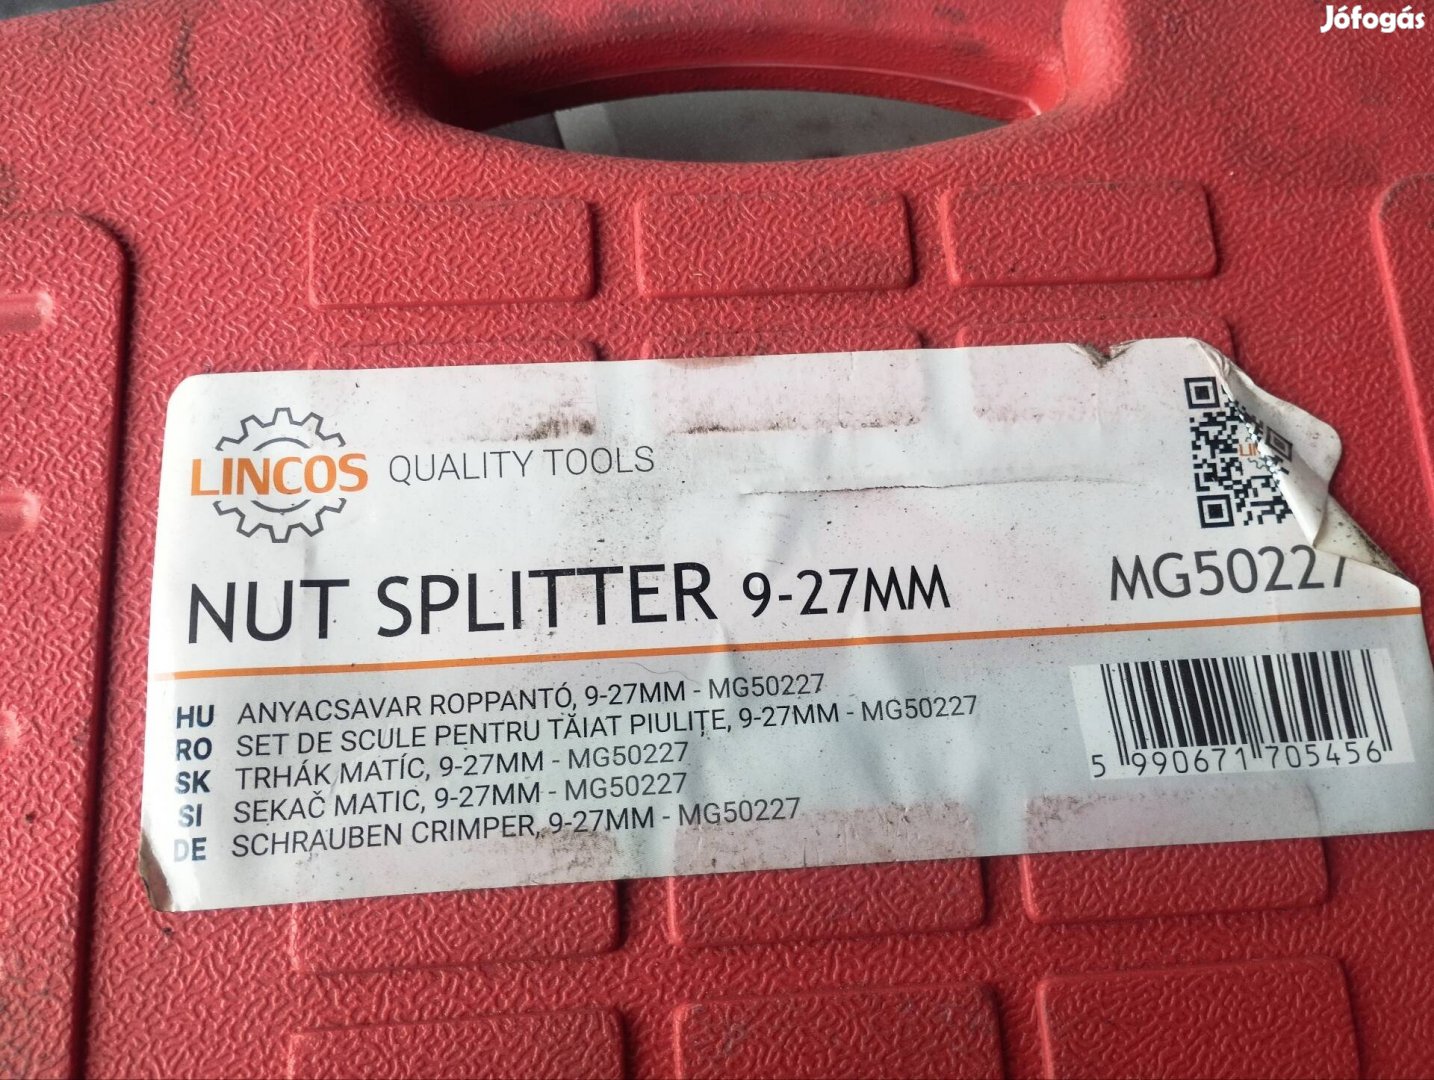 Jófogás
LINCOS QUALITY TOOLS
NUT SPLITTER 9-27MM MG50227
HU ANYACSAVAR ROPPANTÓ, 9-27MM - MG50227
RO SET DE SCULE PENTRU TĂIAT PIULIȚE, 9-27MM - MG50227
SK TRHÁK MATÍC, 9-27MM - MG50227
SI SEKAČ MATIC, 9-27MM - MG50227
DE SCHRAUBEN CRIMPER, 9-27MM - MG50227
5 990671 705456